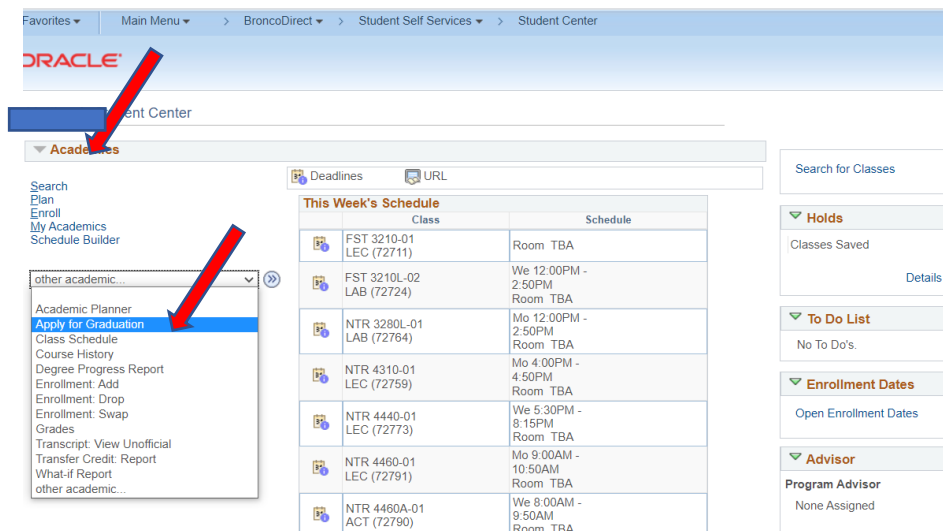 Favorites Main Menu > BroncoDirect > Student Self Services > Student Center
ORACLE
Center
Academics
Search
Plan
Enroll
My Academics
Schedule Builder
other academic...
Academic Planner
Apply for Graduation
Class Schedule
Course History
Degree Progress Report
Enrollment: Add
Enrollment: Drop
Enrollment: Swap
Grades
Transcript: View Unofficial
Transfer Credit: Report
What-if Report
other academic...
Deadlines URL
This Week's Schedule
Class Schedule
FST 3210-01
LEC (72711)
Room TBA
FST 3210L-02
LAB (72724)
We 12:00PM -
2:50PM
Room TBA
NTR 3280L-01
LAB (72764)
Mo 12:00PM -
2:50PM
Room TBA
NTR 4310-01
LEC (72759)
Mo 4:00PM -
4:50PM
Room TBA
NTR 4440-01
LEC (72773)
We 5:30PM -
8:15PM
Room TBA
NTR 4460-01
LEC (72791)
Mo 9:00AM -
10:50AM
Room TBA
NTR 4460A-01
ACT (72790)
We 8:00AM -
9:50AM
Room TBA
Search for Classes
Holds
Classes Saved
Details
To Do List
No To Do's.
Enrollment Dates
Open Enrollment Dates
Advisor
Program Advisor
None Assigned